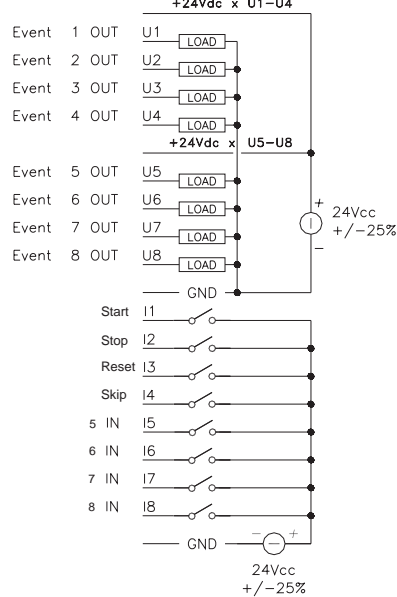 +24Vdc x U1-U4
Event 1 OUT U1 LOAD
Event 2 OUT U2 LOAD
Event 3 OUT U3 LOAD
Event 4 OUT U4 LOAD
+24Vdc x U5-U8
Event 5 OUT U5 LOAD
Event 6 OUT U6 LOAD
Event 7 OUT U7 LOAD
Event 8 OUT U8 LOAD
+ 24Vcc
+/-25%
-
GND
Start I1
Stop I2
Reset I3
Skip I4
5 IN I5
6 IN I6
7 IN I7
8 IN I8
GND - +
24Vcc
+/-25%